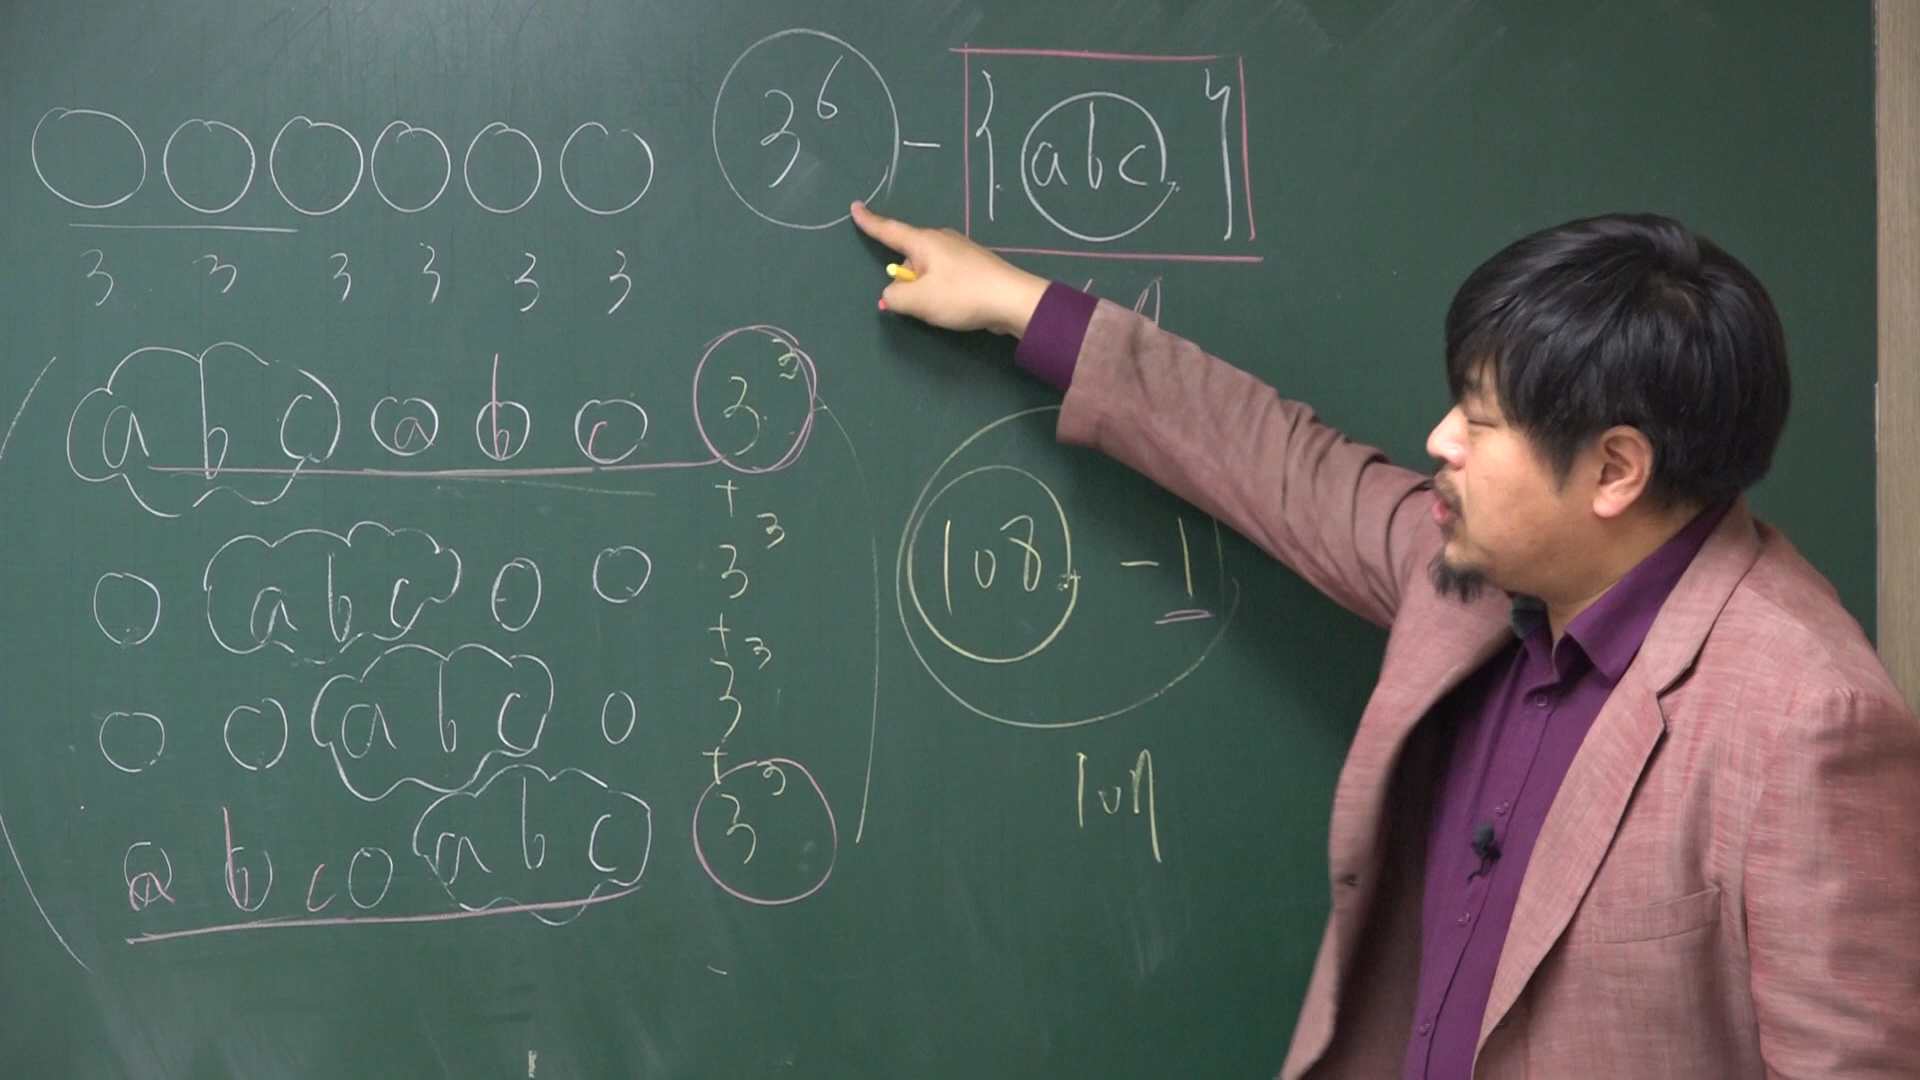 3⁶ - { abc }
3 3 3 3 3 3
a b c a b c 3³
+
a b c 3³
+
a b c 3³
+
a b c a b c 3³
108 - 1
107